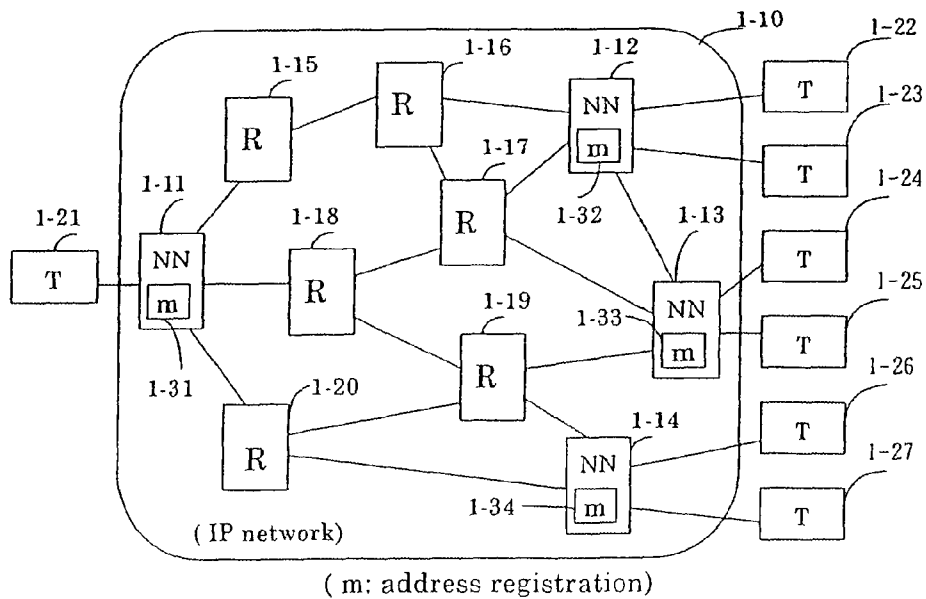 1-10
1-22
1-16
1-12
1-15
T
R
NN
1-23
R
m
T
1-17
1-11
1-32
1-24
1-21
1-18
R
1-13
T
NN
T
m
R
NN
1-25
1-19
1-33
m
T
1-31
R
1-26
1-20
1-14
T
R
NN
1-27
1-34
m
T
( IP network)
( m: address registration)